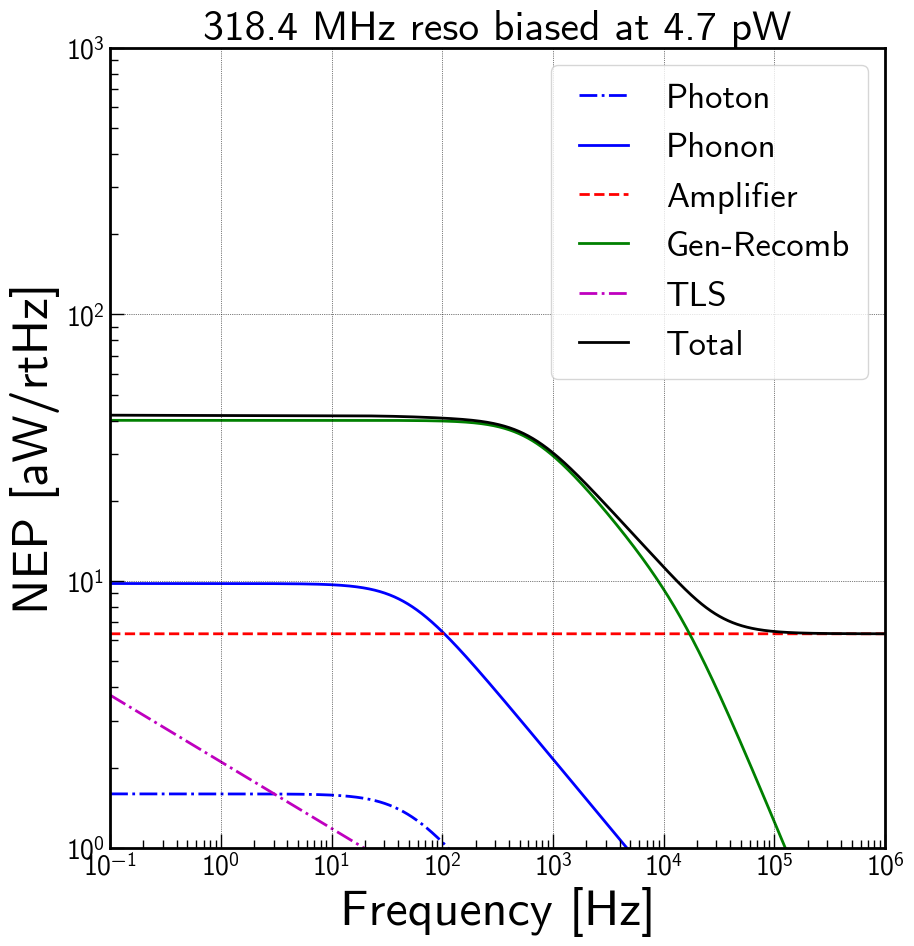 318.4 MHz reso biased at 4.7 pW
NEP [aW/rtHz]
10³
10²
10¹
10⁰
Photon
Phonon
Amplifier
Gen-Recomb
TLS
Total
10⁻¹ 10⁰ 10¹ 10² 10³ 10⁴ 10⁵ 10⁶
Frequency [Hz]